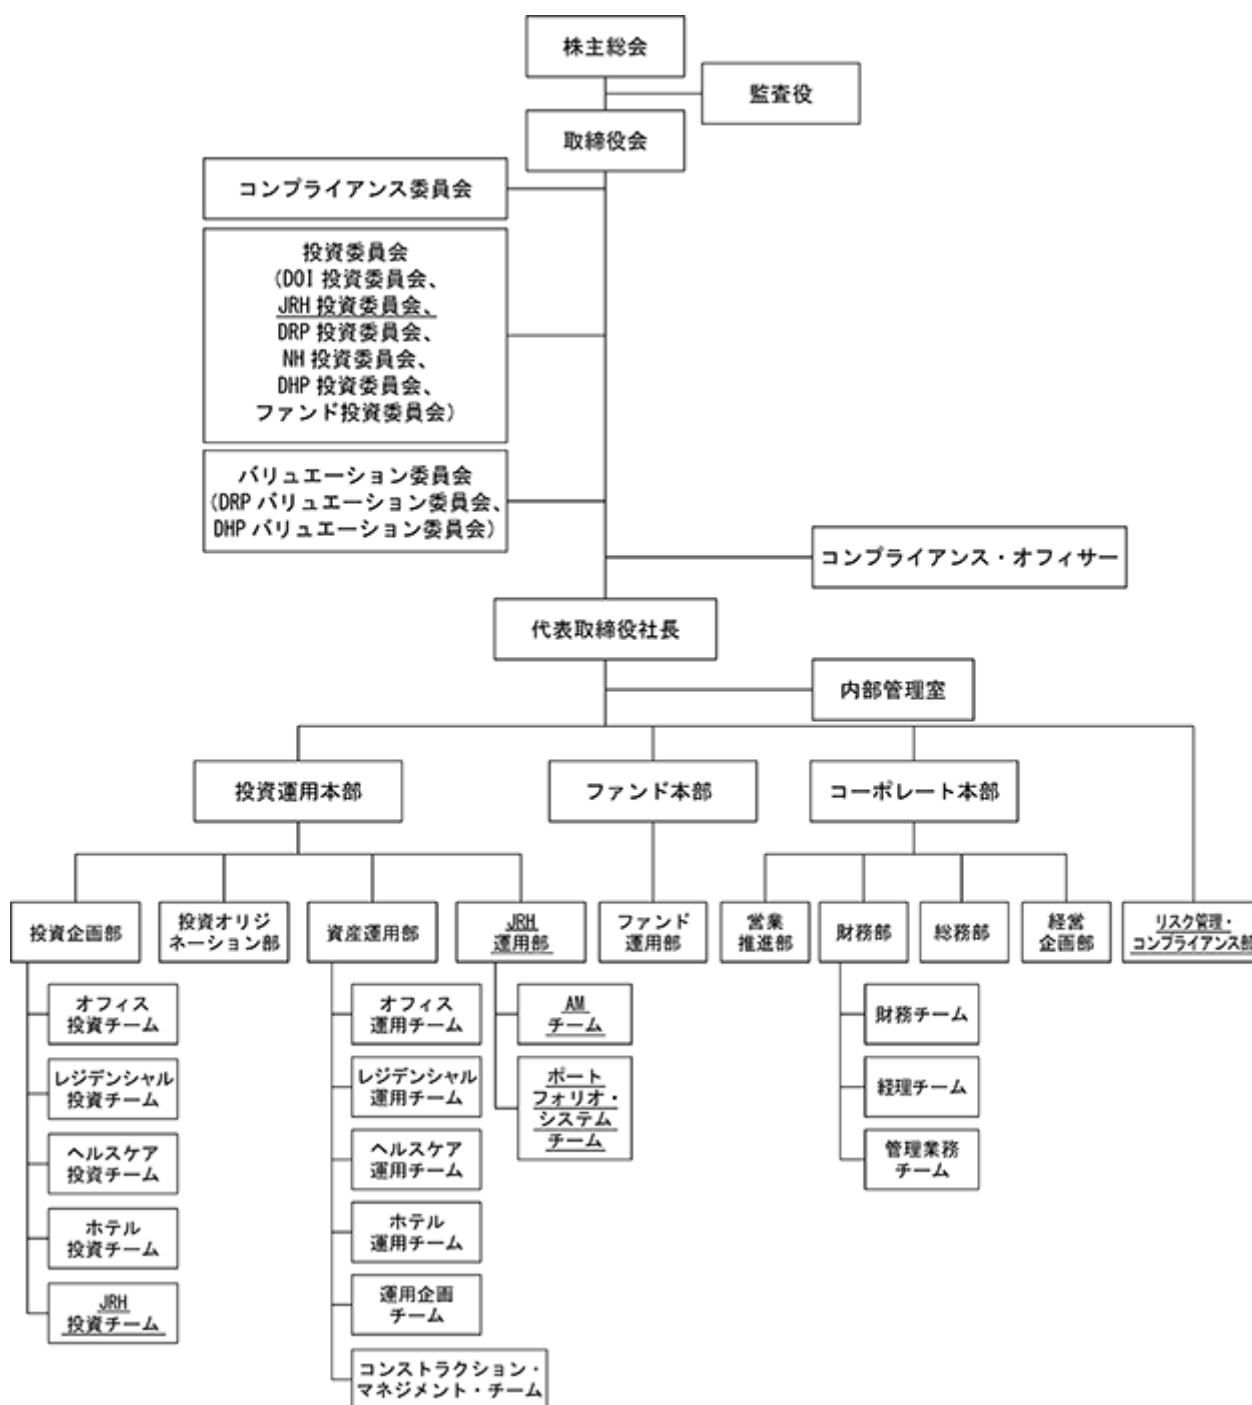 株主総会
監査役
取締役会
コンプライアンス委員会
投資委員会
(DOI 投資委員会、
JRH 投資委員会、
DRP 投資委員会、
NH 投資委員会、
DHP 投資委員会、
ファンド投資委員会)
バリュエーション委員会
(DRP バリュエーション委員会、
DHP バリュエーション委員会)
コンプライアンス・オフィサー
代表取締役社長
内部管理室
投資運用本部
ファンド本部
コーポレート本部
投資企画部
投資オリジ
ネーション部
資産運用部
JRH
運用部
ファンド
運用部
営業
推進部
財務部
総務部
経営
企画部
リスク管理・
コンプライアンス部
オフィス
投資チーム
レジデンシャル
投資チーム
ヘルスケア
投資チーム
ホテル
投資チーム
JRH
投資チーム
オフィス
運用チーム
レジデンシャル
運用チーム
ヘルスケア
運用チーム
ホテル
運用チーム
運用企画
チーム
コンストラクション・
マネジメント・チーム
AM
チーム
ポート
フォリオ・
システム
チーム
財務チーム
経理チーム
管理業務
チーム